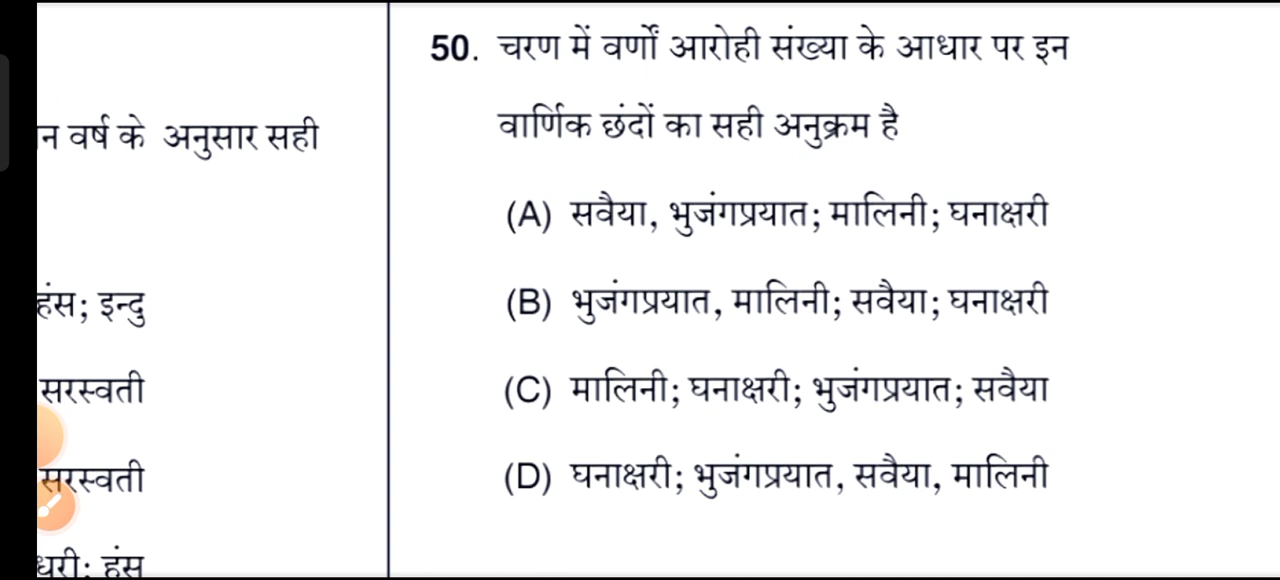 न वर्ष के अनुसार सही
हंस; इन्दु
सरस्वती
सरस्वती
धरी; हंस
50. चरण में वर्णों आरोही संख्या के आधार पर इन
वार्णिक छंदों का सही अनुक्रम है
(A) सवैया, भुजंगप्रयात; मालिनी; घनाक्षरी
(B) भुजंगप्रयात, मालिनी; सवैया; घनाक्षरी
(C) मालिनी; घनाक्षरी; भुजंगप्रयात; सवैया
(D) घनाक्षरी; भुजंगप्रयात, सवैया, मालिनी